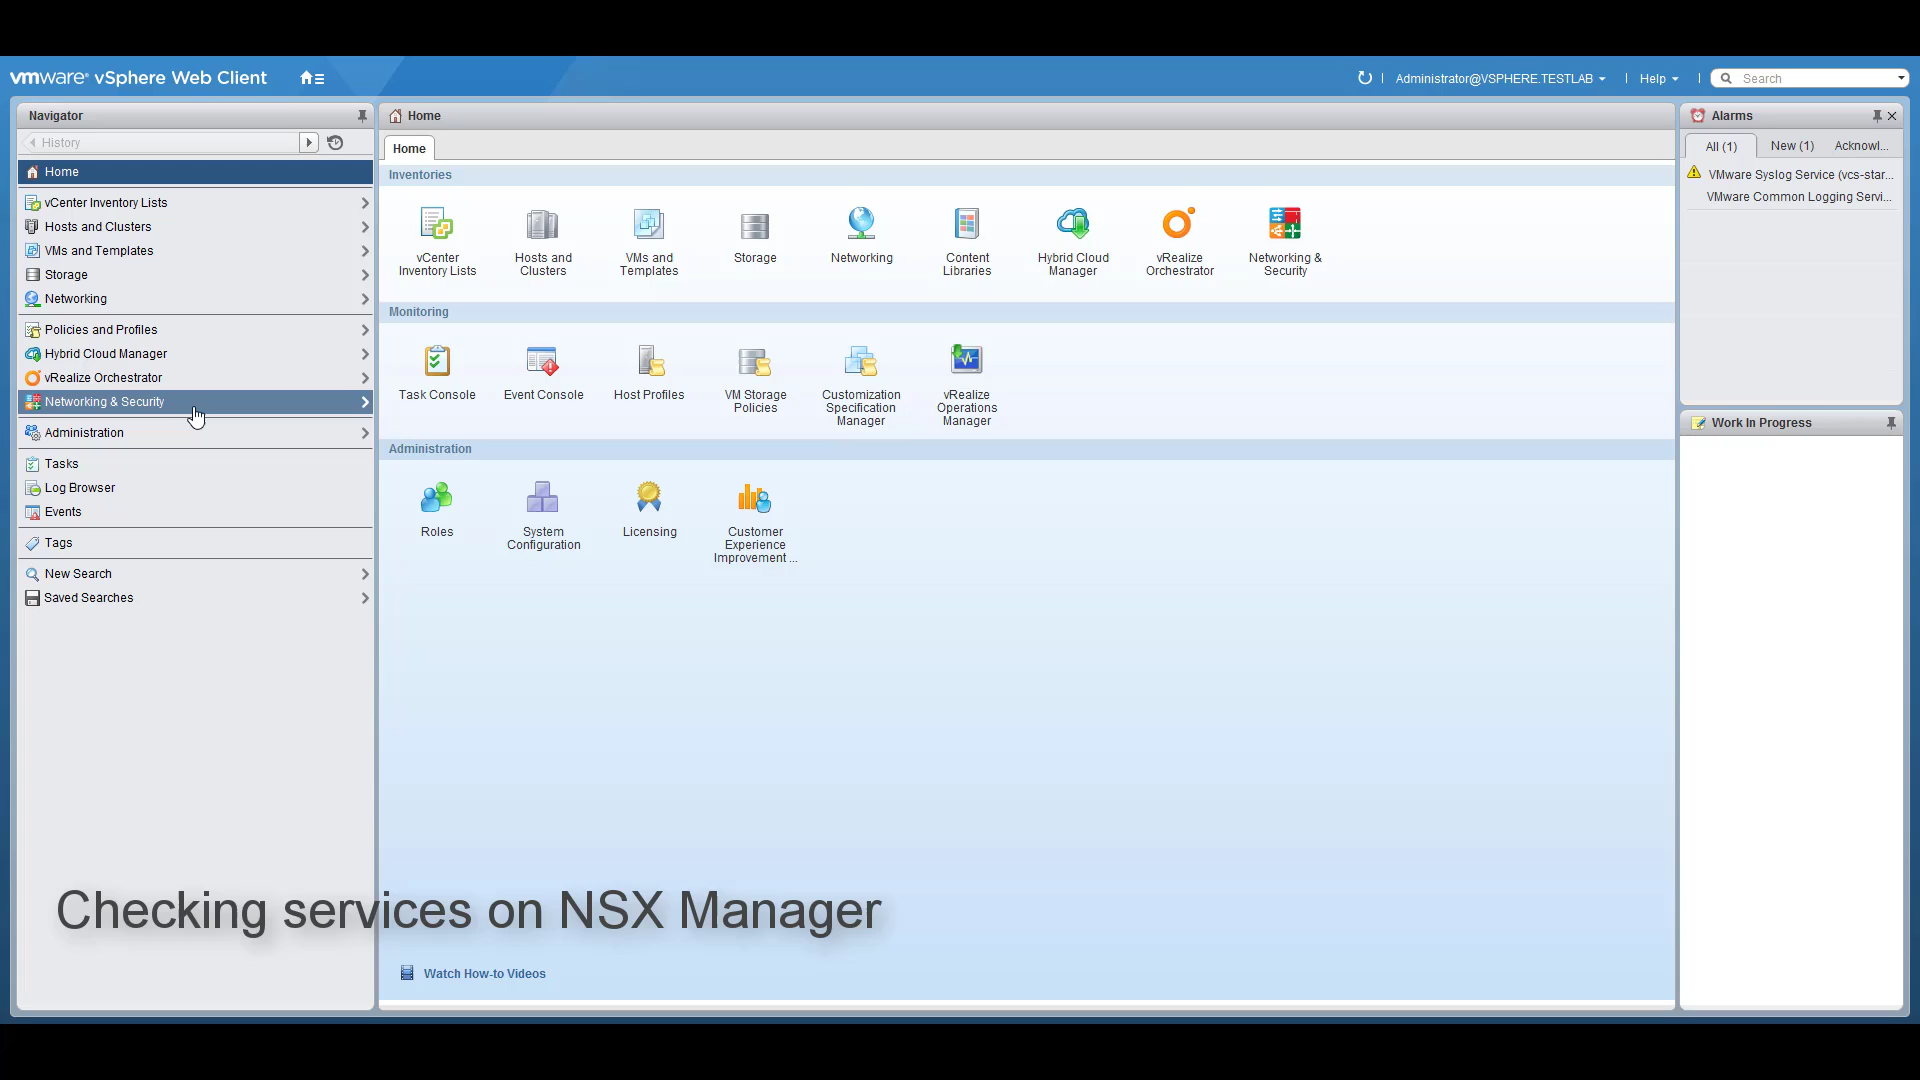 vmware® vSphere Web Client
Administrator@VSPHERE.TESTLAB
Help
Search
Navigator
History
Home
vCenter Inventory Lists
Hosts and Clusters
VMs and Templates
Storage
Networking
Policies and Profiles
Hybrid Cloud Manager
vRealize Orchestrator
Networking & Security
Administration
Tasks
Log Browser
Events
Tags
New Search
Saved Searches
Home
Home
Inventories
vCenter
Inventory Lists
Hosts and
Clusters
VMs and
Templates
Storage
Networking
Content
Libraries
Hybrid Cloud
Manager
vRealize
Orchestrator
Networking &
Security
Monitoring
Task Console
Event Console
Host Profiles
VM Storage
Policies
Customization
Specification
Manager
vRealize
Operations
Manager
Administration
Roles
System
Configuration
Licensing
Customer
Experience
Improvement ...
Watch How-to Videos
Alarms
All (1)
New (1)
Acknowl...
VMware Syslog Service (vcs-star...
VMware Common Logging Servi...
Work In Progress
Checking services on NSX Manager